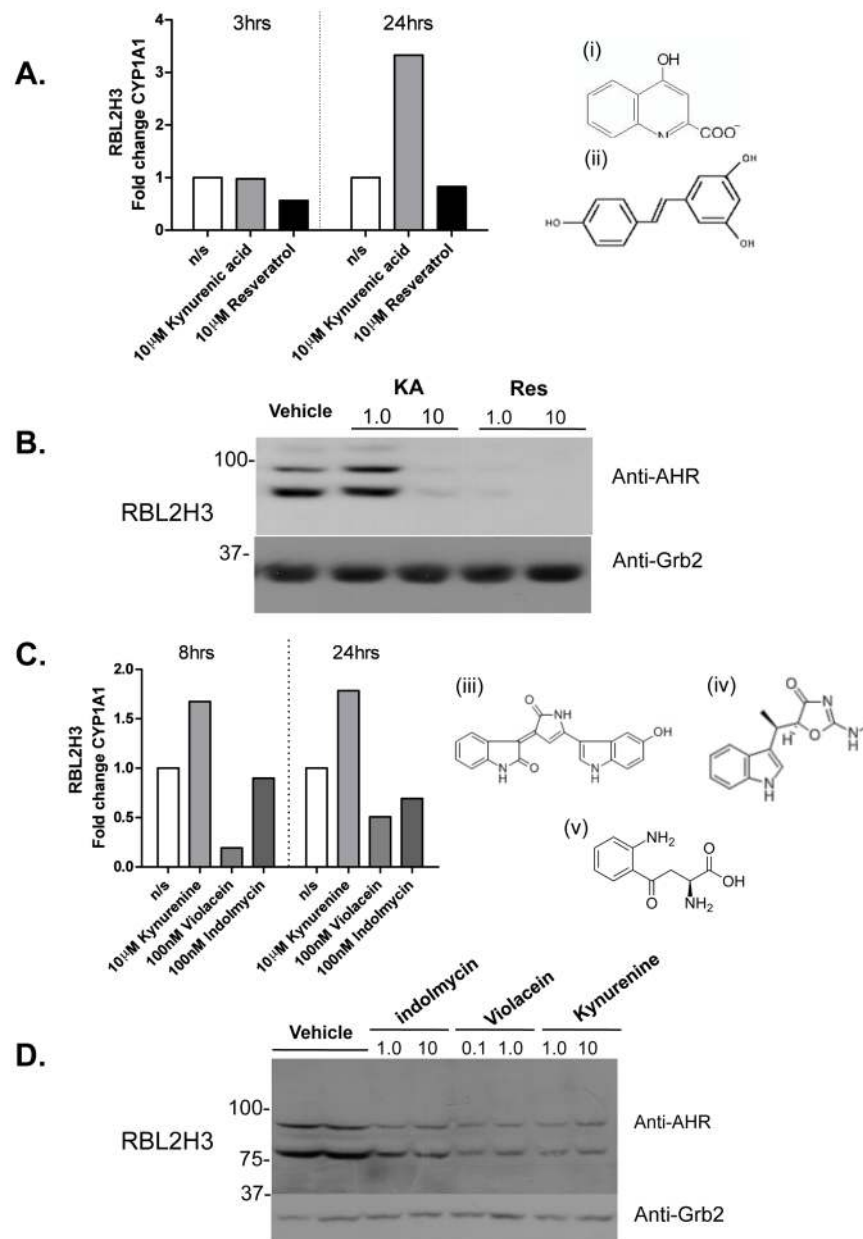 A.
3hrs
24hrs
RBL2H3
Fold change CYP1A1
4
3
2
1
0
n/s
10μM Kynurenic acid
10μM Resveratrol
n/s
10μM Kynurenic acid
10μM Resveratrol
(i)
OH
N
COO⁻
(ii)
HO
OH
OH
B.
KA
Res
Vehicle
1.0
10
1.0
10
100-
Anti-AHR
RBL2H3
37-
Anti-Grb2
C.
8hrs
24hrs
RBL2H3
Fold change CYP1A1
2.0
1.5
1.0
0.5
0.0
n/s
10μM Kynurenine
100nM Violacein
100nM Indolmycin
n/s
10μM Kynurenine
100nM Violacein
100nM Indolmycin
(iii)
O
NH
OH
NH
O
N
H
(iv)
O
N
H
O
N
H
(v)
NH₂
O
OH
O
NH₂
D.
indolmycin
Violacein
Kynurenine
Vehicle
1.0
10
0.1
1.0
1.0
10
100-
Anti-AHR
RBL2H3
75-
37-
Anti-Grb2